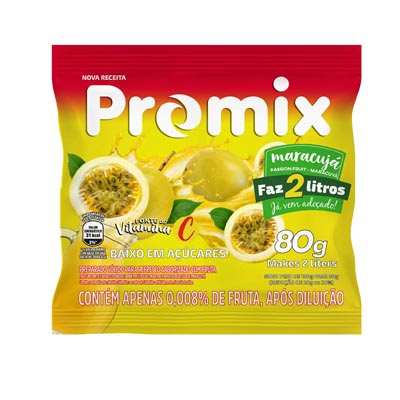 NOVA RECEITA
Promix
maracujá
PASSION FRUIT - MARACUYÁ
Faz 2 litros
Já vem adoçado!
FONTE DE
Vitamina C
BAIXO EM AÇÚCARES
80g
Makes 2 liters
CONTÉM APENAS 0,008% DE FRUTA, APÓS DILUIÇÃO